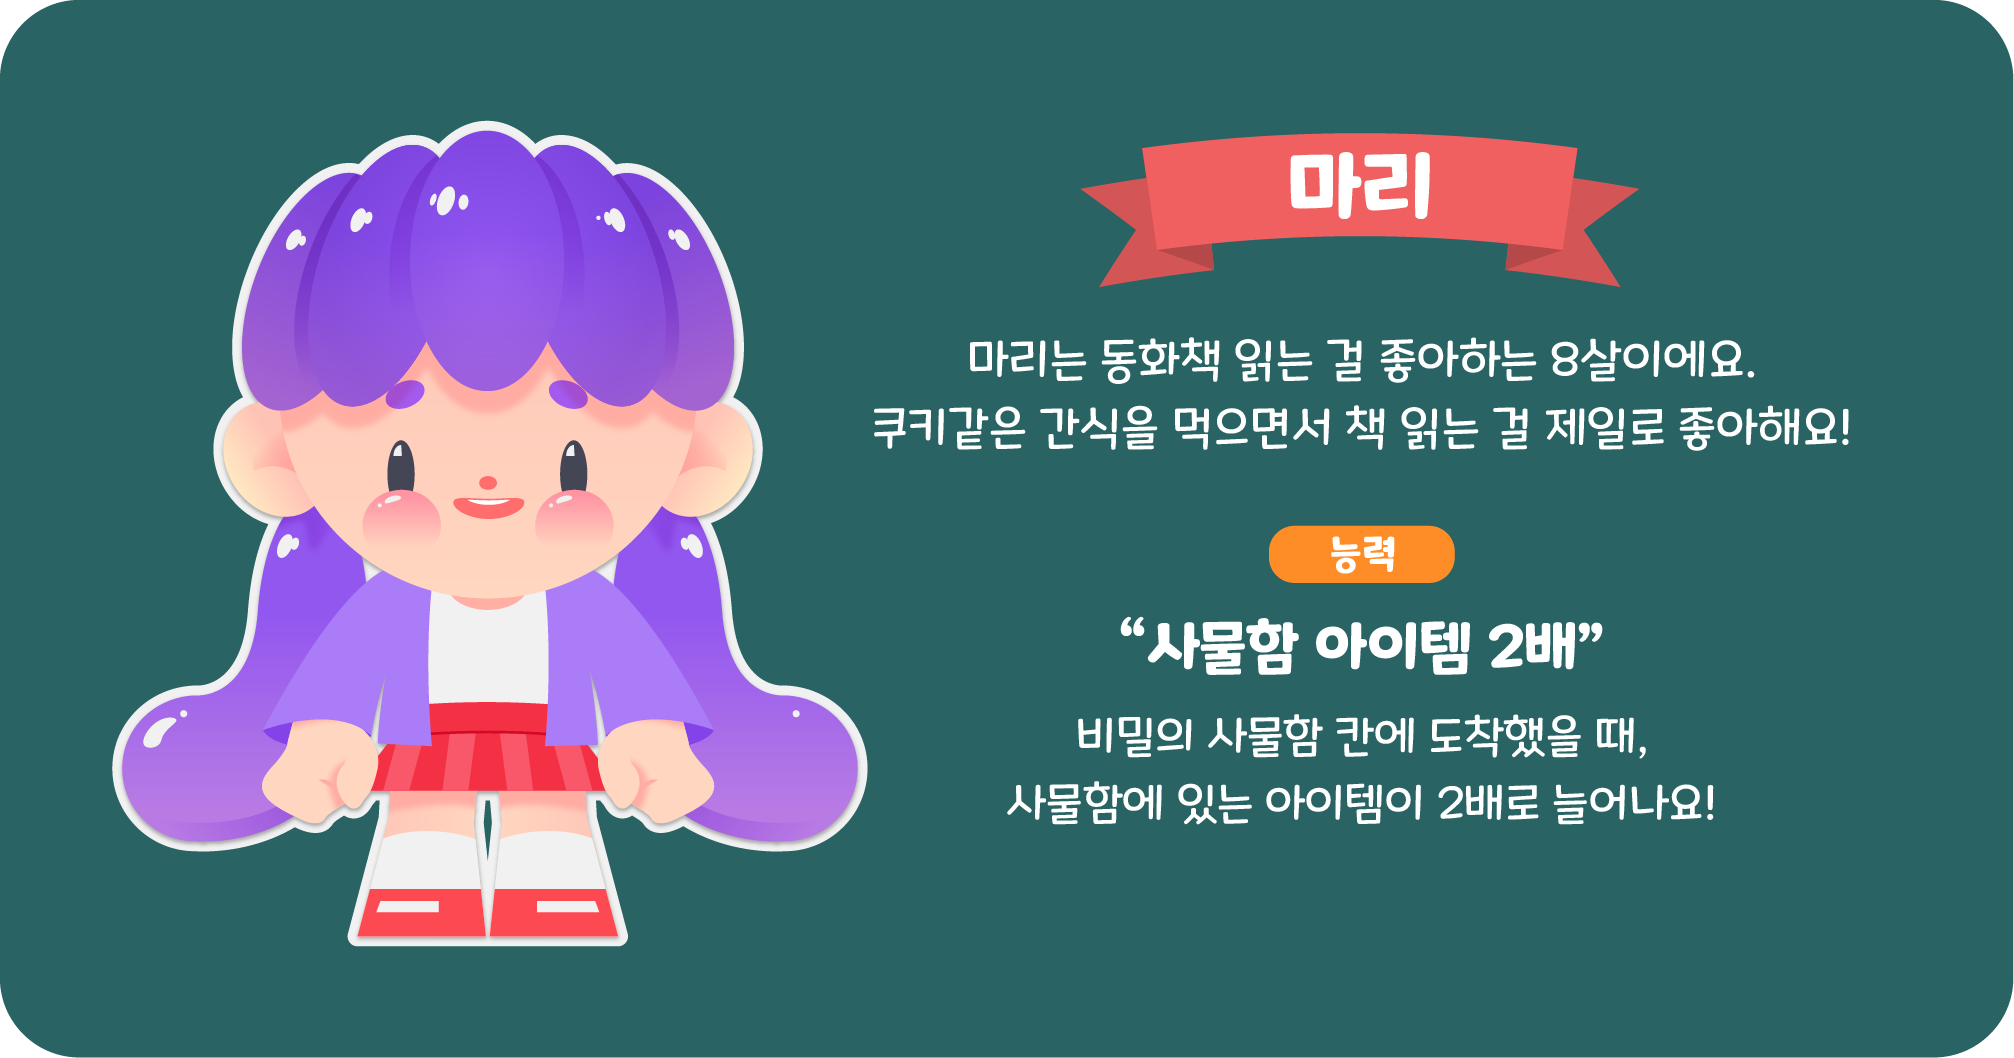 마리
마리는 동화책 읽는 걸 좋아하는 8살이에요.
쿠키같은 간식을 먹으면서 책 읽는 걸 제일로 좋아해요!
능력
“사물함 아이템 2배”
비밀의 사물함 칸에 도착했을 때,
사물함에 있는 아이템이 2배로 늘어나요!